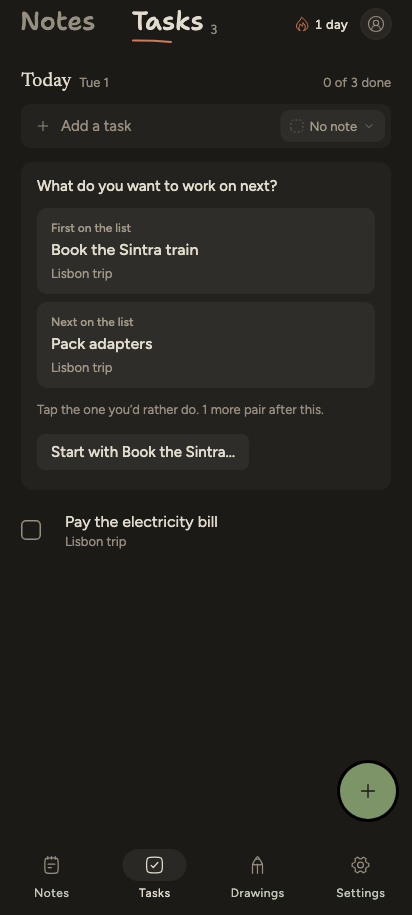 Notes
Tasks 3
1 day
Today Tue 1
0 of 3 done
Add a task
No note
What do you want to work on next?
First on the list
Book the Sintra train
Lisbon trip
Next on the list
Pack adapters
Lisbon trip
Tap the one you'd rather do. 1 more pair after this.
Start with Book the Sintra...
Pay the electricity bill
Lisbon trip
Notes
Tasks
Drawings
Settings